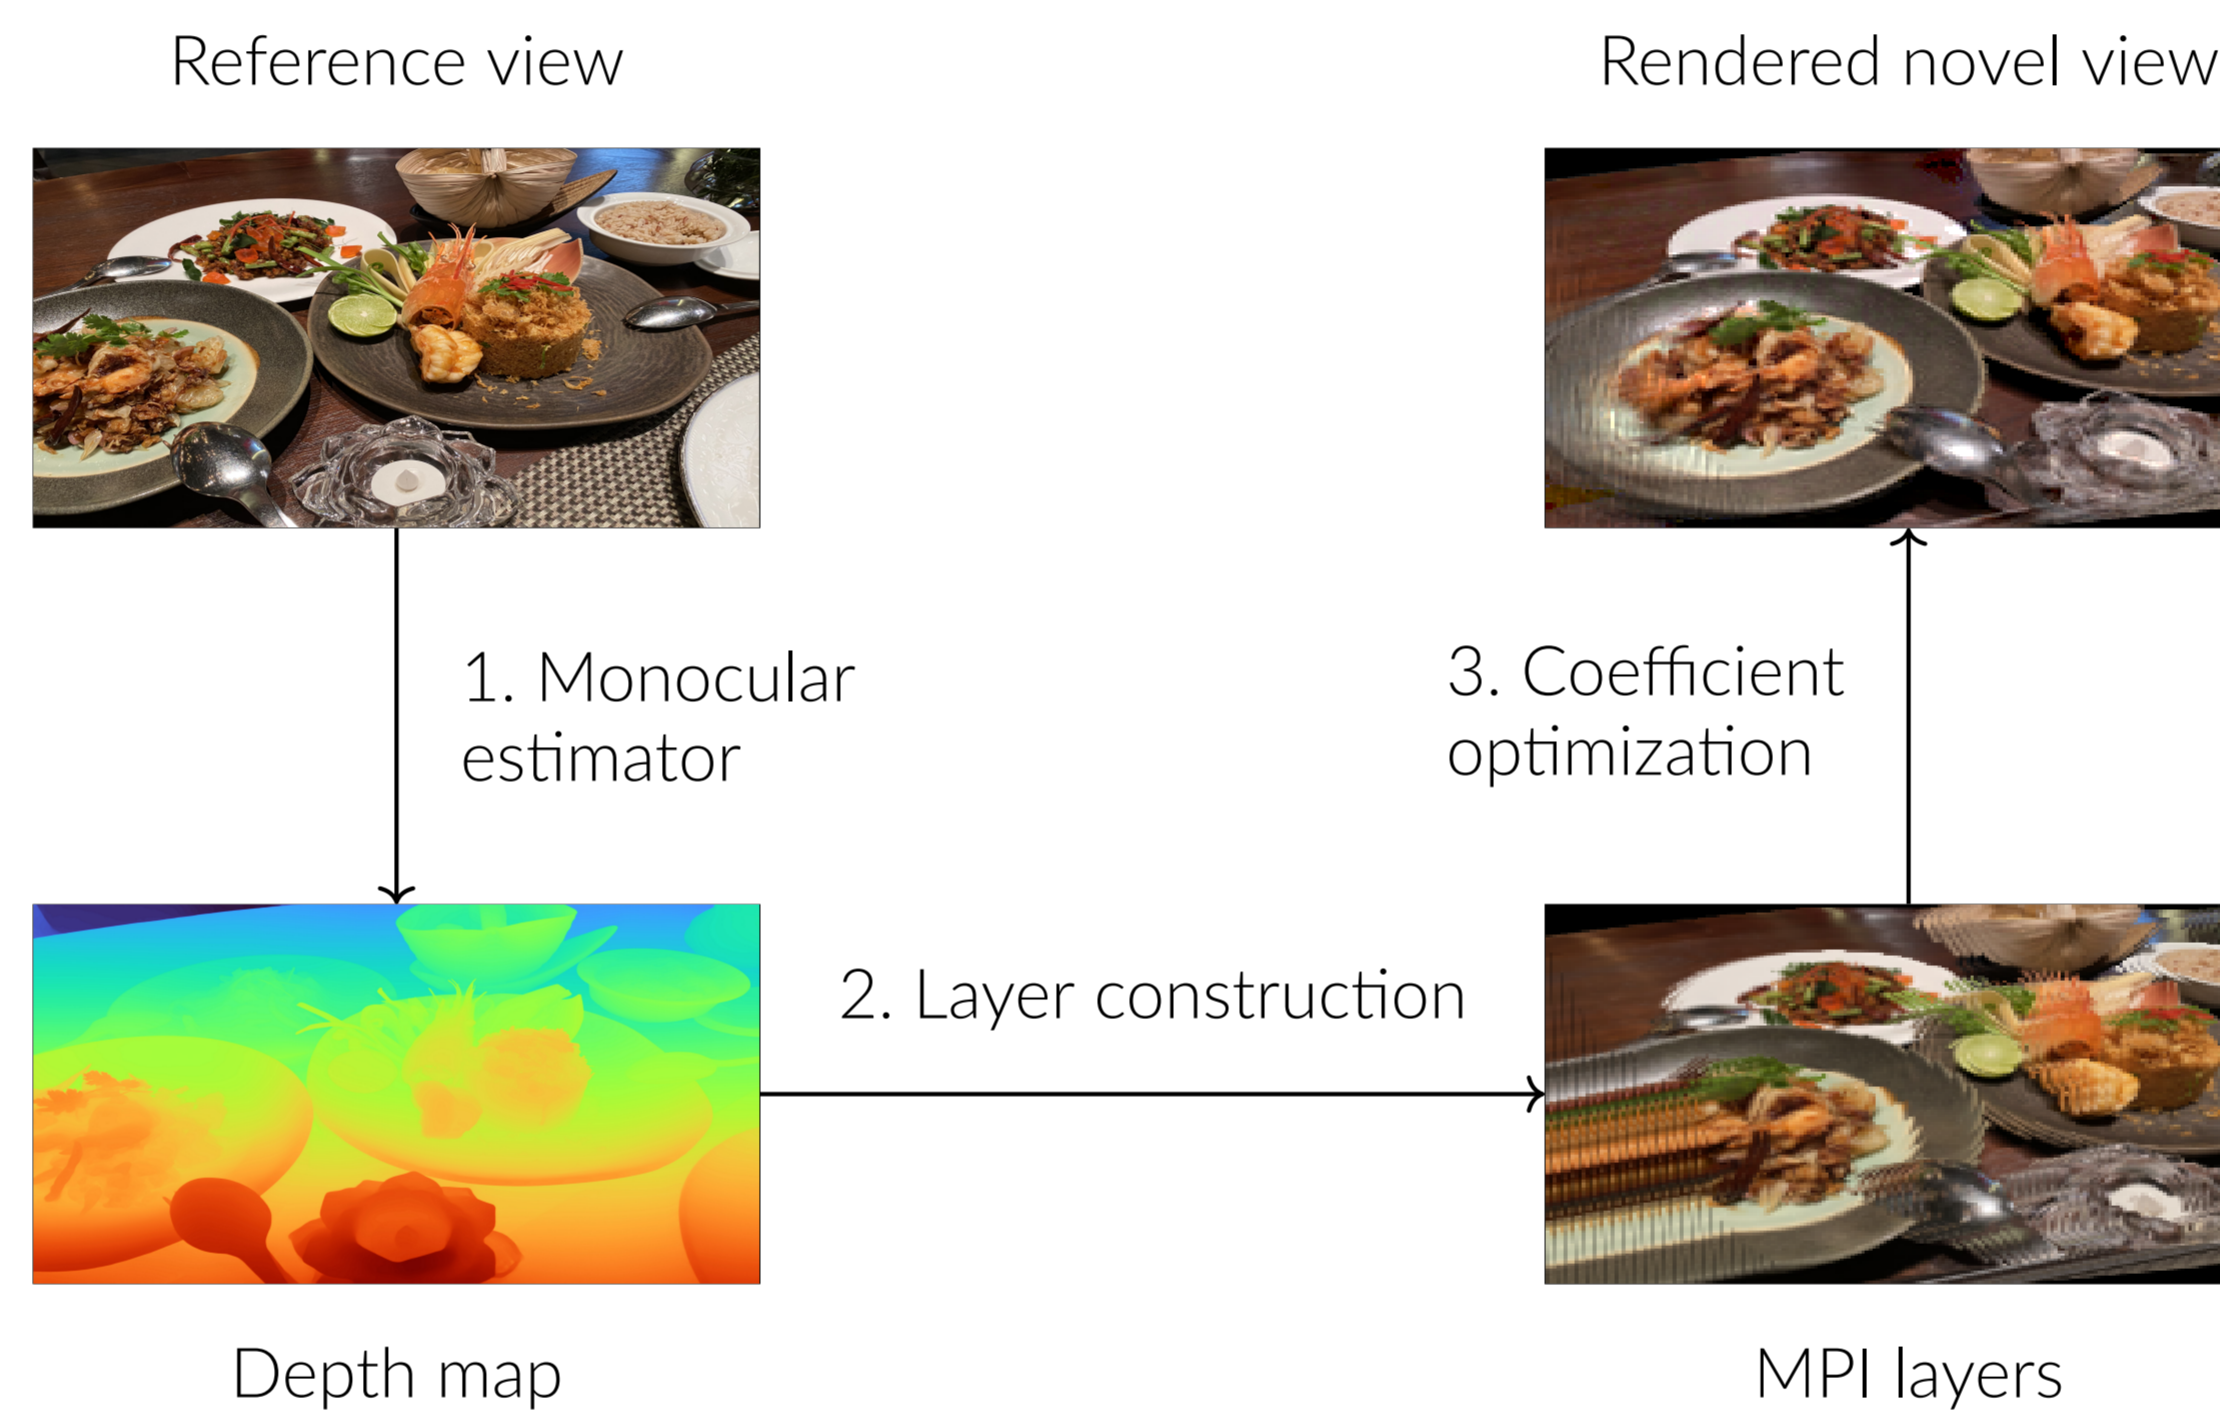 Reference view
Rendered novel view
1. Monocular
estimator
3. Coefficient
optimization
2. Layer construction
Depth map
MPI layers